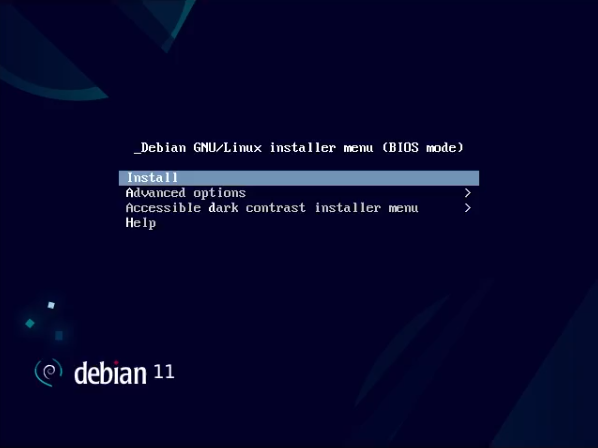 _Debian GNU/Linux installer menu (BIOS mode)
Install
Advanced options >
Accessible dark contrast installer menu >
Help
debian 11